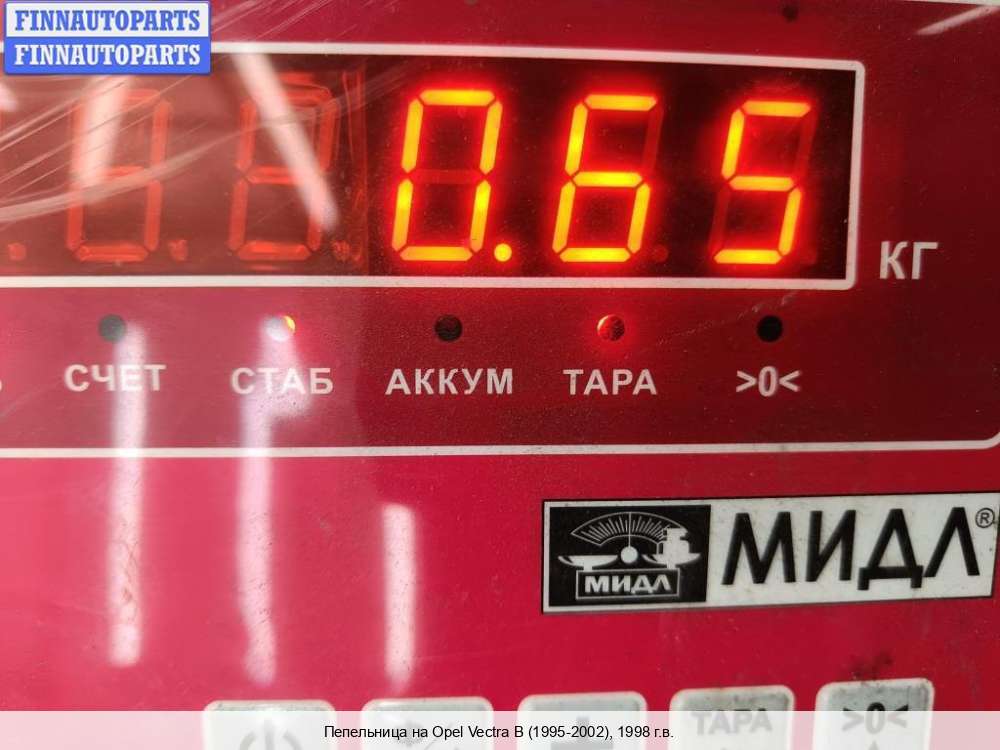 FINNAUTOPARTS
FINNAUTOPARTS
0.65
КГ
СЧЕТ СТАБ АККУМ ТАРА >0<
МИДЛ
МИДЛ®
ТАРА >0<
Пепельница на Opel Vectra B (1995-2002), 1998 г.в.